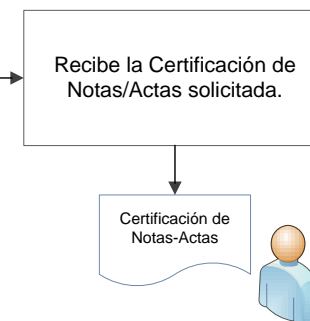 Recibe la Certificación de
Notas/Actas solicitada.
Certificación de
Notas-Actas